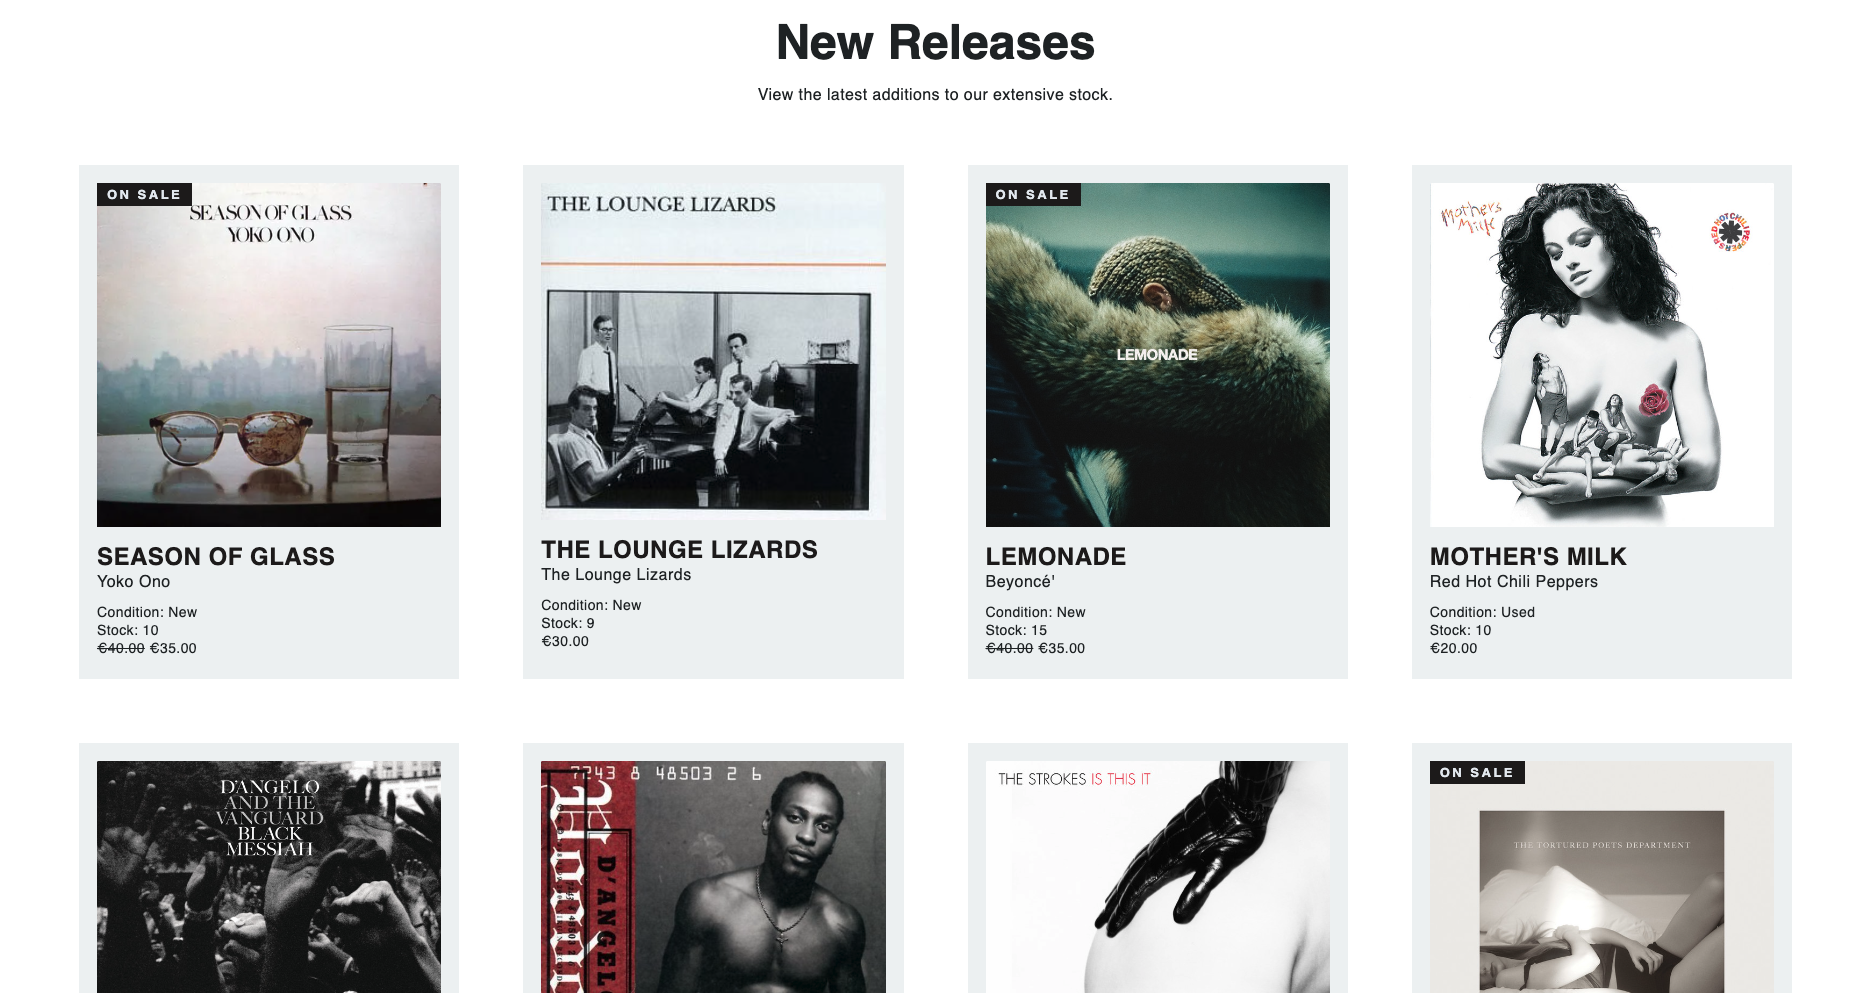 New Releases
View the latest additions to our extensive stock.
ON SALE
SEASON OF GLASS
YOKO ONO
SEASON OF GLASS
Yoko Ono
Condition: New
Stock: 10
€40.00 €35.00
THE LOUNGE LIZARDS
THE LOUNGE LIZARDS
The Lounge Lizards
Condition: New
Stock: 9
€30.00
ON SALE
LEMONADE
LEMONADE
Beyoncé'
Condition: New
Stock: 15
€40.00 €35.00
Mothers
Milk
RED HOT CHILI PEPPERS
MOTHER'S MILK
Red Hot Chili Peppers
Condition: Used
Stock: 10
€20.00
D'ANGELO
AND THE
VANGUARD
BLACK
MESSIAH
7243 8 48503 2 6
D'ANGEL
THE STROKES IS THIS IT
ON SALE
THE TORTURED POETS DEPARTMENT